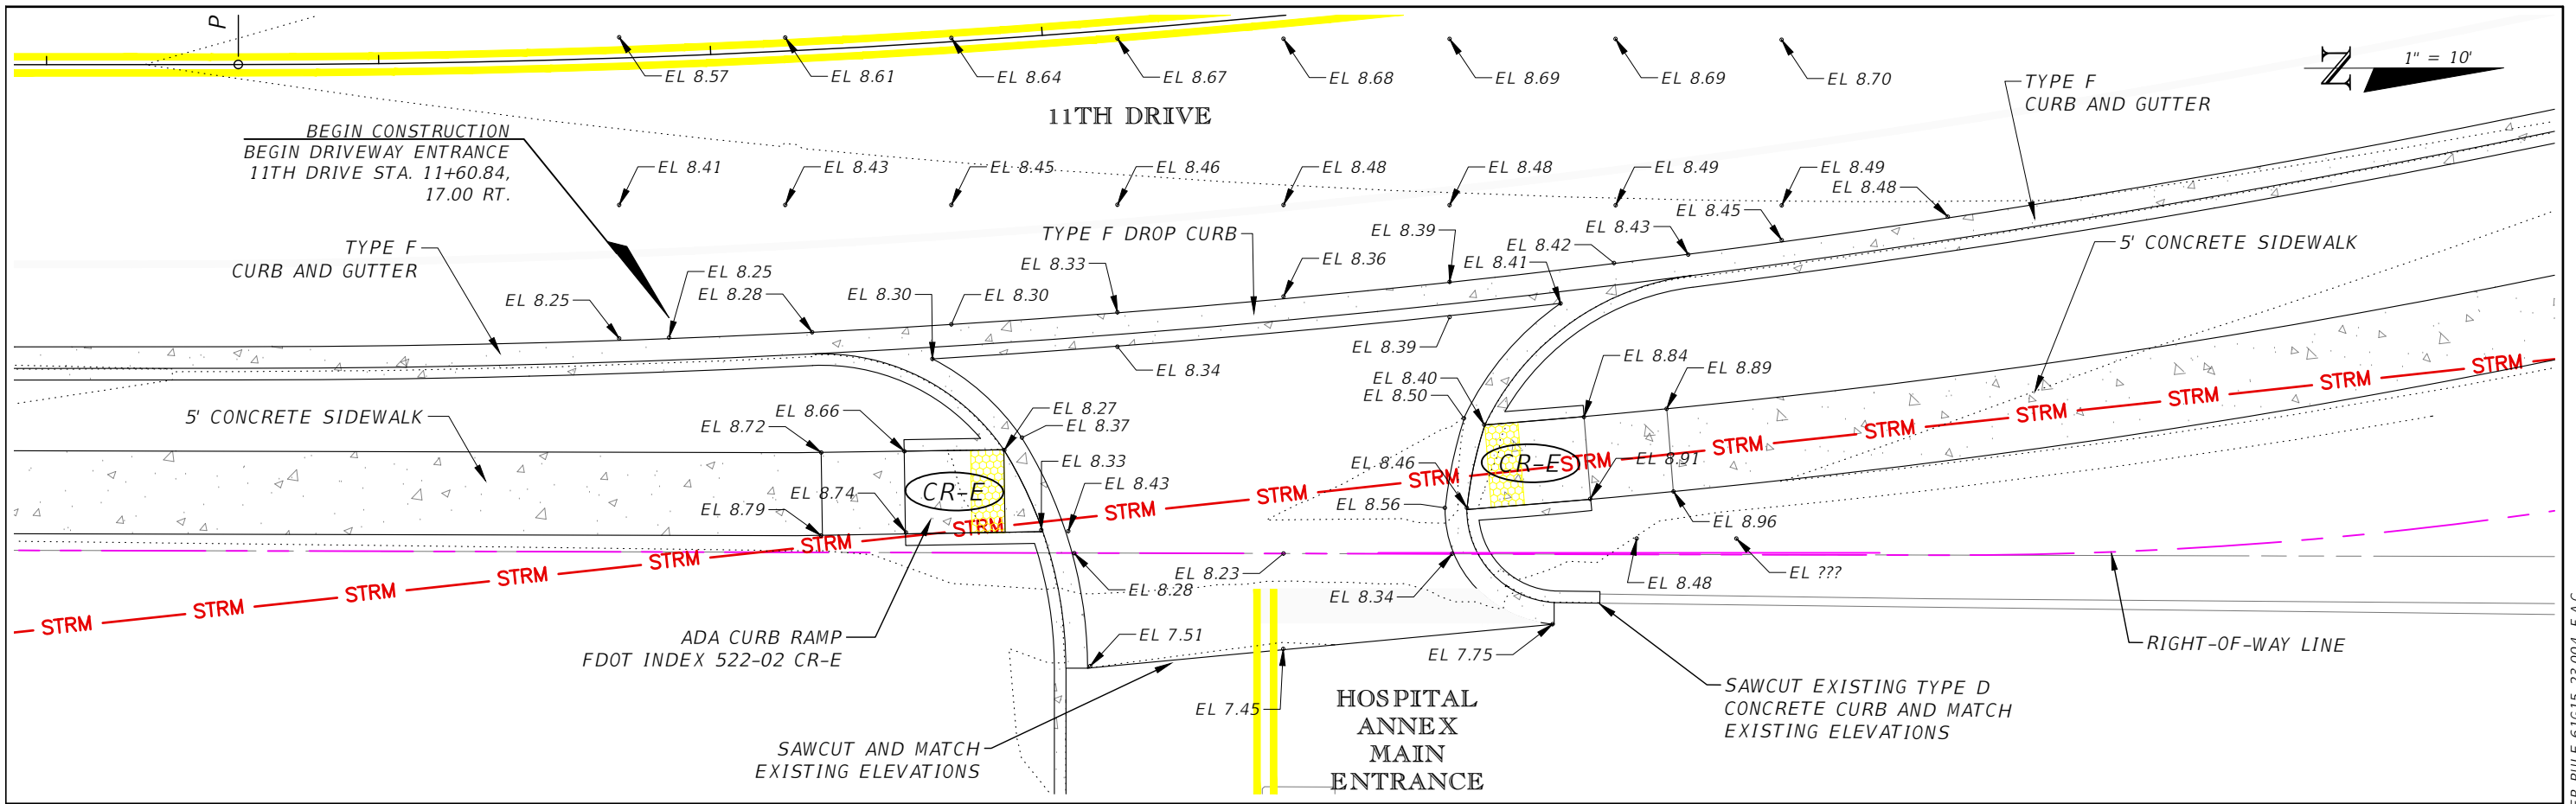 P
EL 8.57
EL 8.61
EL 8.64
EL 8.67
EL 8.68
EL 8.69
EL 8.69
EL 8.70
N
1" = 10'
TYPE F
CURB AND GUTTER
11TH DRIVE
BEGIN CONSTRUCTION
BEGIN DRIVEWAY ENTRANCE
11TH DRIVE STA. 11+60.84,
17.00 RT.
EL 8.41
EL 8.43
EL 8.45
EL 8.46
EL 8.48
EL 8.48
EL 8.49
EL 8.49
EL 8.48
TYPE F
CURB AND GUTTER
TYPE F DROP CURB
EL 8.39
EL 8.42
EL 8.43
EL 8.45
5' CONCRETE SIDEWALK
EL 8.25
EL 8.25
EL 8.28
EL 8.30
EL 8.30
EL 8.33
EL 8.36
EL 8.41
EL 8.34
EL 8.39
EL 8.40
EL 8.50
EL 8.84
EL 8.89
5' CONCRETE SIDEWALK
EL 8.72
EL 8.66
EL 8.27
EL 8.37
EL 8.33
EL 8.43
EL 8.46
EL 8.91
EL 8.79
EL 8.74
CR-E
CR-E
EL 8.56
EL 8.96
STRM STRM STRM STRM STRM STRM STRM STRM STRM STRM STRM STRM STRM STRM STRM STRM STRM
EL 8.28
EL 8.23
EL 8.34
EL 8.48
EL ???
ADA CURB RAMP
FDOT INDEX 522-02 CR-E
EL 7.51
EL 7.45
EL 7.75
RIGHT-OF-WAY LINE
SAWCUT AND MATCH
EXISTING ELEVATIONS
HOSPITAL
ANNEX
MAIN
ENTRANCE
SAWCUT EXISTING TYPE D
CONCRETE CURB AND MATCH
EXISTING ELEVATIONS